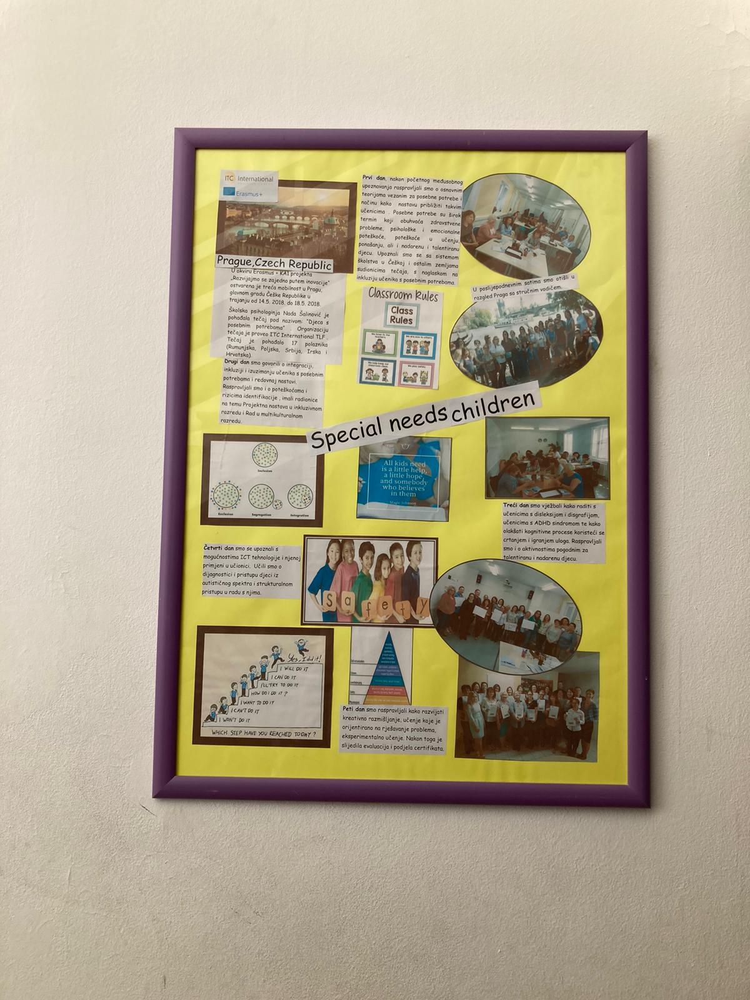 ITC International
Erasmus+
Prague,Czech Republic
U okviru Erasmus + KA1 projekta
„Razvijajmo se zajedno putem inovacije"
ostvarena je treća mobilnost u Pragu,
glavnom gradu Češke Republike u
trajanju od 14.5. 2018. do 18.5. 2018.
Školska psihologinja Nada Šalinović je
pohađala tečaj pod nazivom: "Djeca s
posebnim potrebama" . Organizaciju
tečaja je proveo ITC International TLF .
Tečaj je pohađalo 17 polaznika
(Rumunjska, Poljska, Srbija, Irska i
Hrvatska).
Drugi dan smo govorili o integraciji,
inkluziji i izuzimanju učenika s posebnim
potrebama i redovnoj nastavi.
Raspravljali smo i o poteškoćama i
rizicima identifikacije , imali radionice
na temu Projektna nastava u inkluzivnom
razredu i Rad u multikulturalnom
razredu.
Prvi dan, nakon početnog međusobnog
upoznavanja raspravljali smo o osnovnim
teorijama vezanim za posebne potrebe i
načinu kako nastavu približiti takvim
učenicima . Posebne potrebe su širok
termin koji obuhvaća zdravstvene
probleme, psihološke i emocionalne
poteškoće, poteškoće u učenju,
ponašanju, ali i nadarenu i talentiranu
djecu. Upoznali smo se sa sistemom
školstva u Češkoj i ostalim zemljama
sudionicima tečaja, s naglaskom na
inkluziju učenika s posebnim potrebama.
U poslijepodnevnim satima smo otišli u
razgled Praga sa stručnim vodičem.
Classroom Rules
Class
Rules
We listen to the
teachers.
We are nice to others.
We help keep our
classroom clean.
We play safely.
Special needs children
Inclusion
Exclusion
Segregation
Integration
All kids need
is a little help,
a little hope,
and somebody
who believes
in them
Magic Johnson
Treći dan smo vježbali kako raditi s
učenicima s disleksijom i disgrafijom,
učenicima s ADHD sindromom te kako
olakšati kognitivne procese koristeći se
crtanjem i igranjem uloga. Raspravljali
smo i o aktivnostima pogodnim za
talentiranu i nadarenu djecu.
Četvrti dan smo se upoznali s
mogućnostima ICT tehnologije i njenoj
primjeni u učionici. Učili smo o
dijagnostici i pristupu djeci iz
autističnog spektra i strukturalnom
pristupu u radu s njima.
Safety
Yes, I did it!
I WILL DO IT
I CAN DO IT
I'LL TRY TO DO IT
HOW DO I DO IT ?
I WANT TO DO IT
I CAN'T DO IT
I WON'T DO IT
WHICH STEP HAVE YOU REACHED TODAY ?
Peti dan smo raspravljali kako razvijati
kreativno razmišljanje, učenje koje je
orijentirano na rješavanje problema,
eksperimentalno učenje. Nakon toga je
slijedila evaluacija i podjela certifikata.